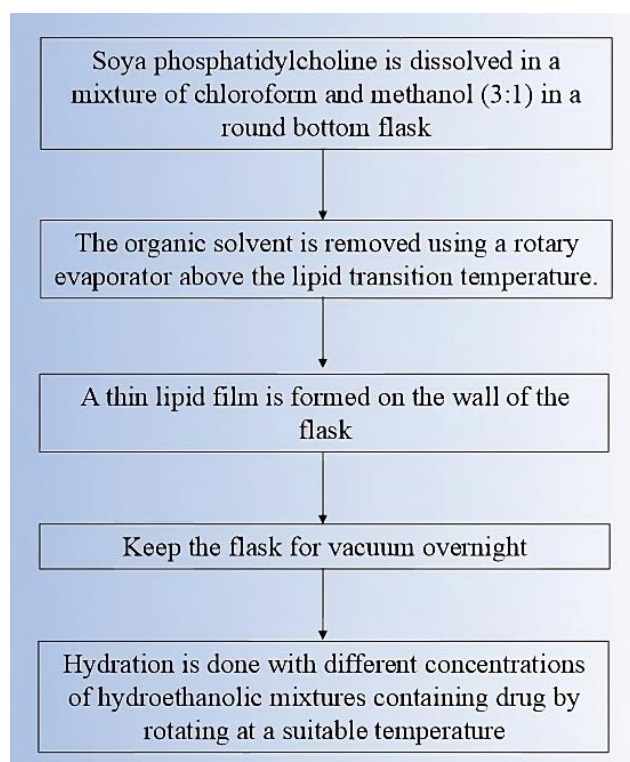 Soya phosphatidylcholine is dissolved in a
mixture of chloroform and methanol (3:1) in a
round bottom flask
The organic solvent is removed using a rotary
evaporator above the lipid transition temperature.
A thin lipid film is formed on the wall of the
flask
Keep the flask for vacuum overnight
Hydration is done with different concentrations
of hydroethanolic mixtures containing drug by
rotating at a suitable temperature